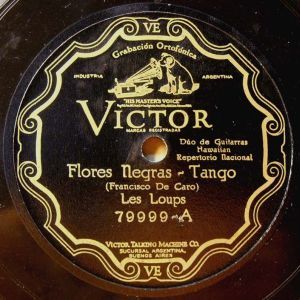 VE
Grabación Ortofónica
INDUSTRIA ARGENTINA
"HIS MASTER'S VOICE"
VICTOR
MARCAS REGISTRADAS
Dúo de Guitarras
Hawaiian
Repertorio Nacional
Flores Negras - Tango
(Francisco De Caro)
Les Loups
79999-A
VICTOR TALKING MACHINE CO.
SUCURSAL ARGENTINA,
BUENOS AIRES
VE